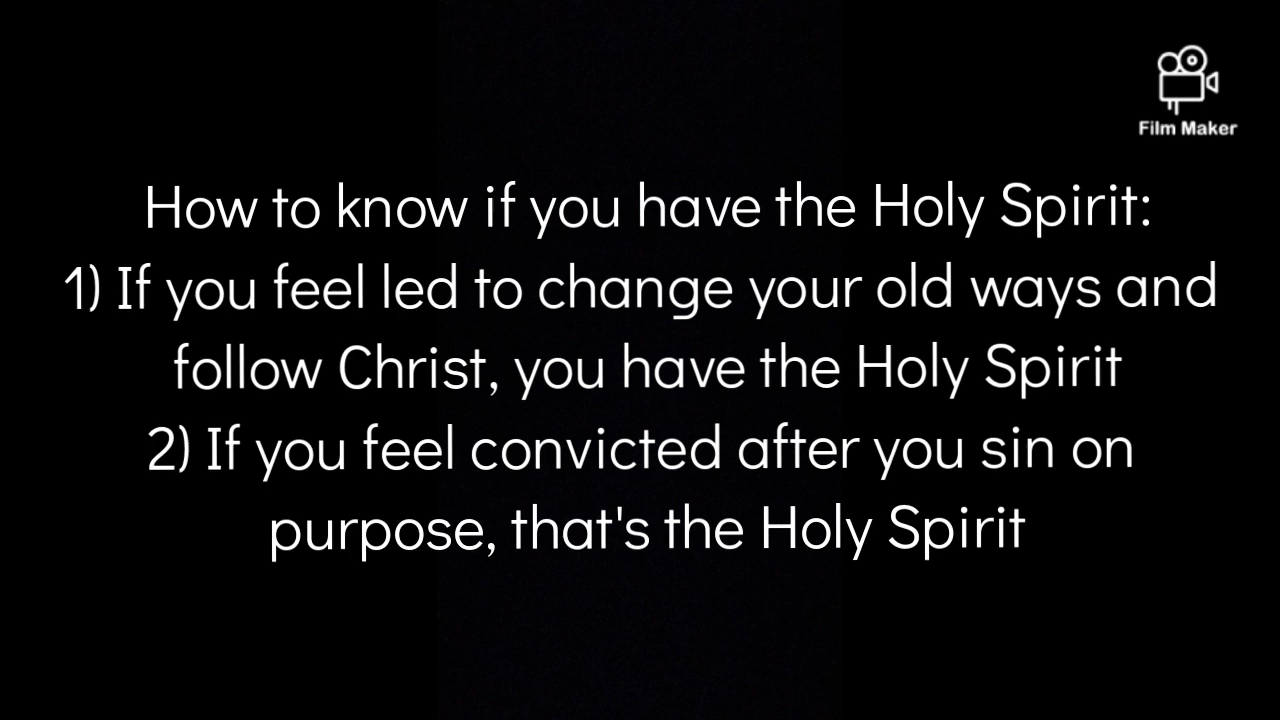 Film Maker
How to know if you have the Holy Spirit:
1) If you feel led to change your old ways and
follow Christ, you have the Holy Spirit
2) If you feel convicted after you sin on
purpose, that's the Holy Spirit